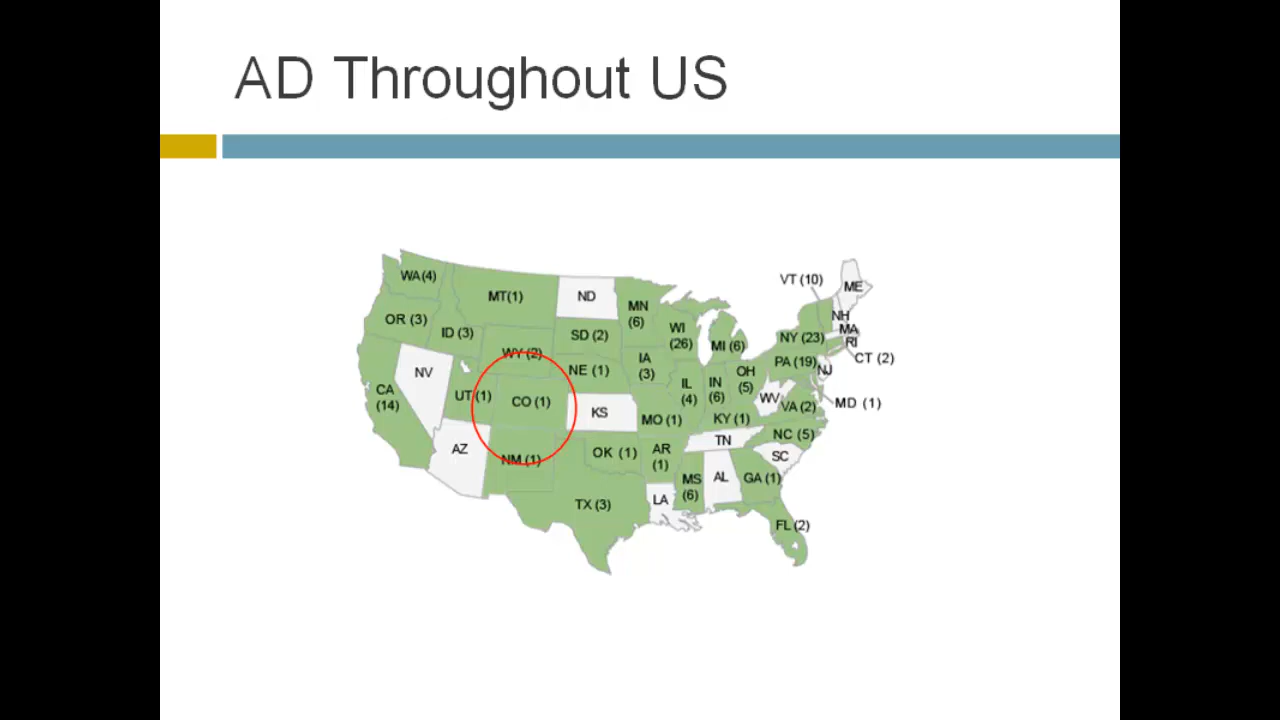 AD Throughout US
WA(4)
MT(1)
ND
MN
(6)
VT (10)
ME
OR (3)
ID (3)
SD (2)
WI
(26)
MI (6)
NY (23)
NH
MA
RI
CT (2)
WY (2)
NE (1)
IA
(3)
PA (19)
NJ
NV
UT (1)
CO (1)
KS
IL
(4)
IN
(6)
OH
(5)
WV
VA (2)
MD (1)
CA
(14)
MO (1)
KY (1)
AZ
NM (1)
OK (1)
AR
(1)
TN
NC (5)
SC
TX (3)
LA
MS
(6)
AL
GA (1)
FL (2)